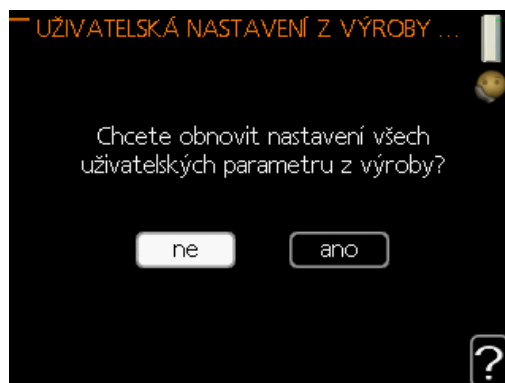 UŽIVATELSKÁ NASTAVENÍ Z VÝROBY ...
Chcete obnovit nastavení všech
uživatelských parametru z výroby?
ne
ano
?